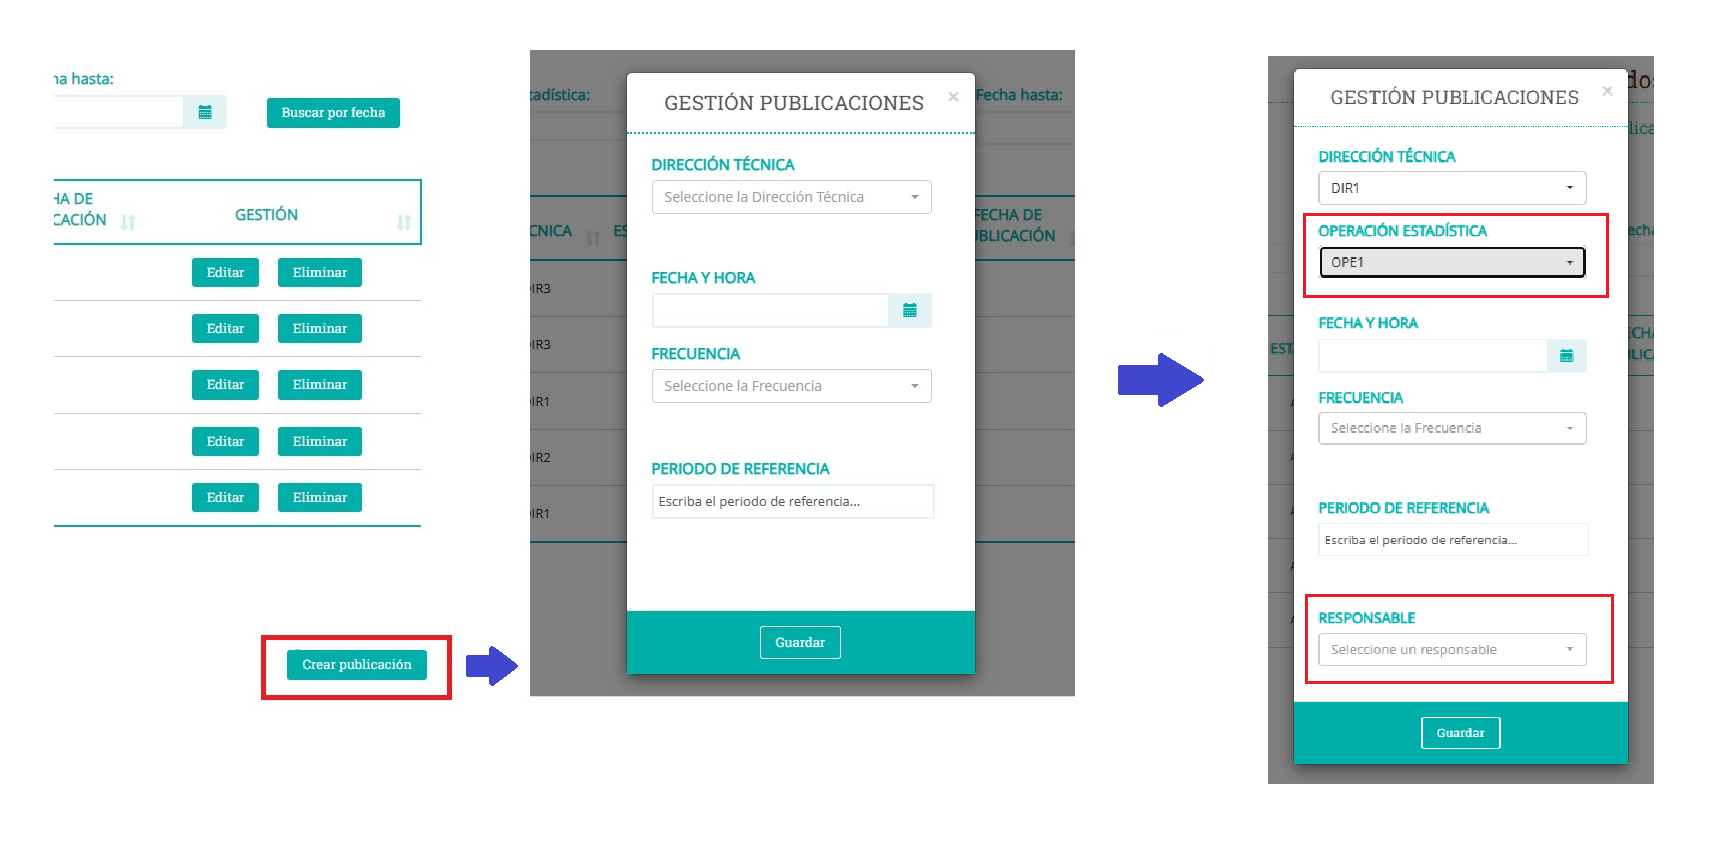 na hasta:
Buscar por fecha
HA DE
CACIÓN
GESTIÓN
Editar Eliminar
Editar Eliminar
Editar Eliminar
Editar Eliminar
Editar Eliminar
Crear publicación
tadística:
Fecha hasta:
CNICA
ES
FECHA DE
UBLICACIÓN
IR3
IR3
IR1
IR2
IR1
GESTIÓN PUBLICACIONES ×
DIRECCIÓN TÉCNICA
Seleccione la Dirección Técnica
FECHA Y HORA
FRECUENCIA
Seleccione la Frecuencia
PERIODO DE REFERENCIA
Escriba el periodo de referencia...
Guardar
GESTIÓN PUBLICACIONES ×
DIRECCIÓN TÉCNICA
DIR1
OPERACIÓN ESTADÍSTICA
OPE1
FECHA Y HORA
FRECUENCIA
Seleccione la Frecuencia
PERIODO DE REFERENCIA
Escriba el periodo de referencia...
RESPONSABLE
Seleccione un responsable
Guardar